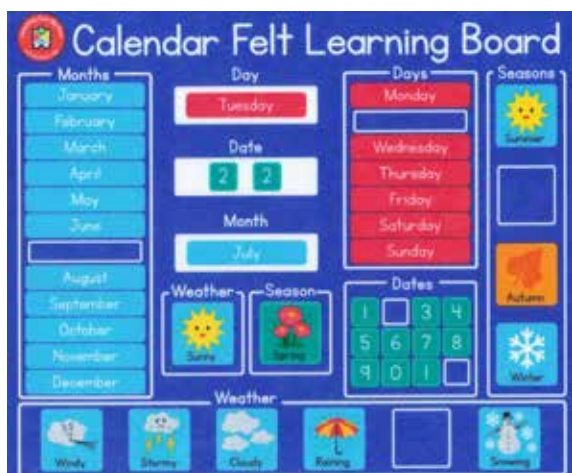 Calendar Felt Learning Board
Months
January
February
March
April
May
June
August
September
October
November
December
Day
Tuesday
Date
2 2
Month
July
Weather
Sunny
Season
Spring
Days
Monday
Wednesday
Thursday
Friday
Saturday
Sunday
Dates
1 3 4
5 6 7 8
9 0 1
Seasons
Summer
Autumn
Winter
Weather
Windy
Stormy
Cloudy
Raining
Snowing